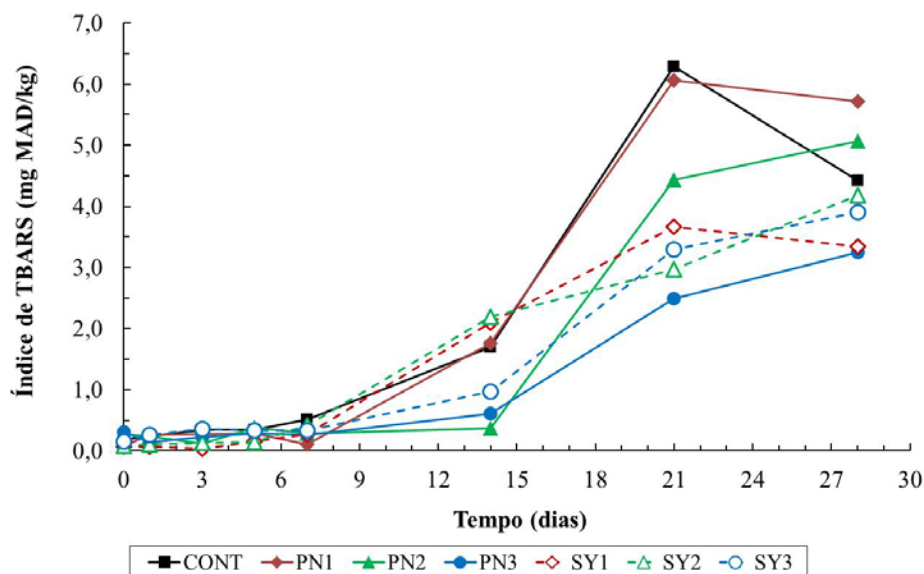 7,0
6,0
5,0
4,0
3,0
2,0
1,0
0,0
Índice de TBARS (mg MAD/kg)
0 3 6 9 12 15 18 21 24 27 30
Tempo (dias)
CONT PN1 PN2 PN3 SY1 SY2 SY3